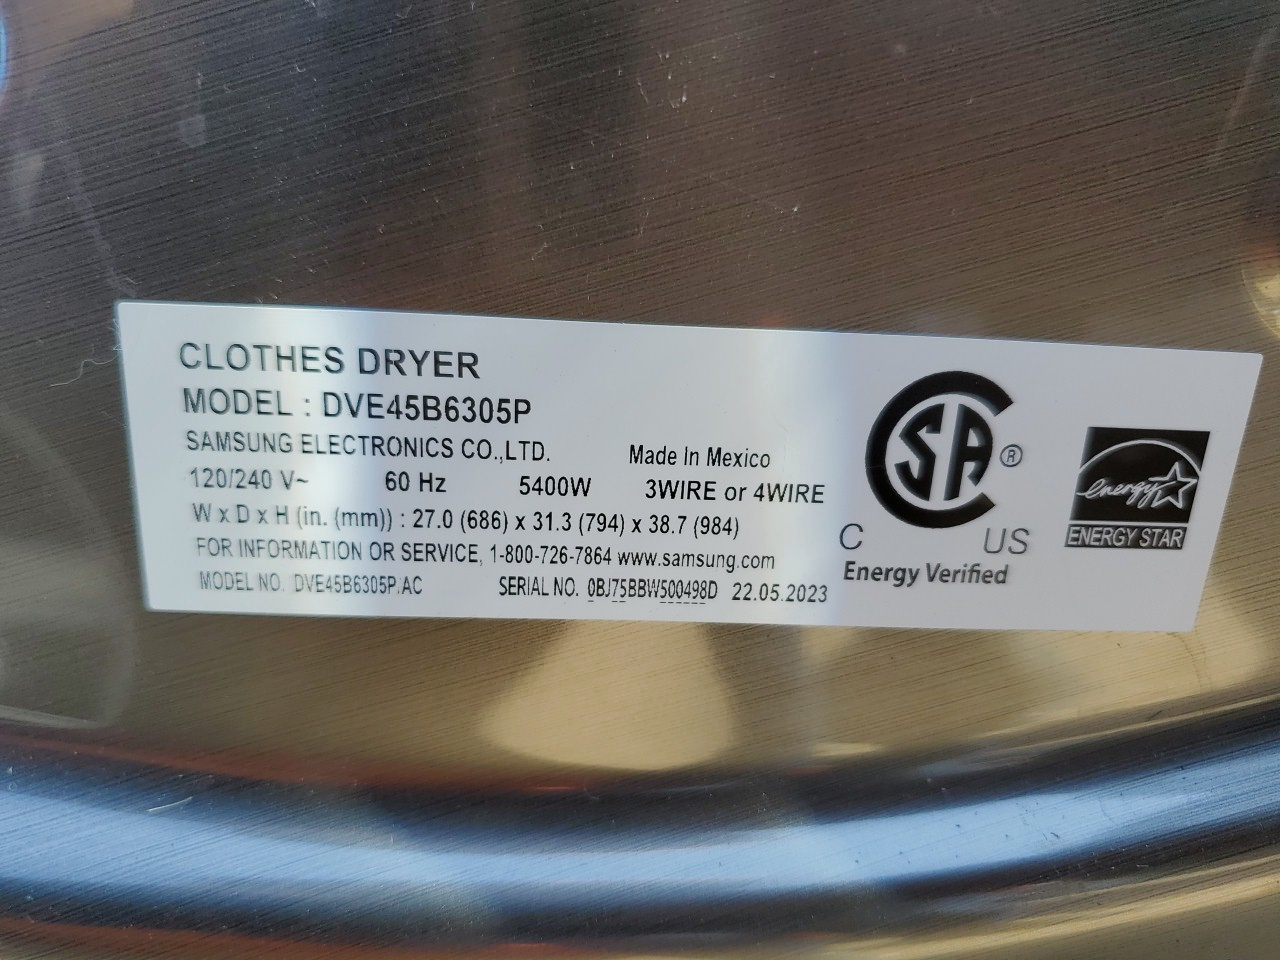 CLOTHES DRYER
MODEL : DVE45B6305P
SAMSUNG ELECTRONICS CO.,LTD. Made In Mexico
120/240 V~ 60 Hz 5400W 3WIRE or 4WIRE
W x D x H (in. (mm)) : 27.0 (686) x 31.3 (794) x 38.7 (984)
FOR INFORMATION OR SERVICE, 1-800-726-7864 www.samsung.com
MODEL NO. DVE45B6305P.AC SERIAL NO. 0BJ75BBW500498D 22.05.2023
SA ®
C US
Energy Verified
energy
ENERGY STAR